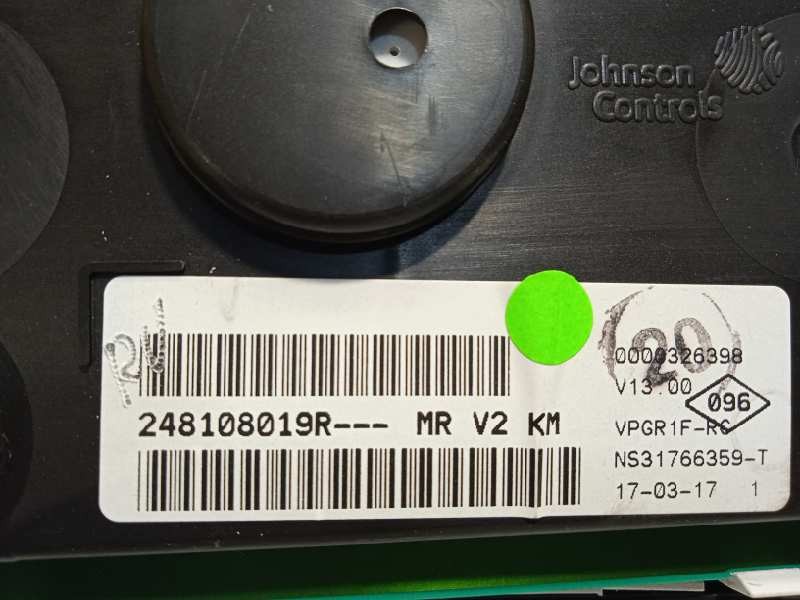 Johnson
Controls
20
0000326398
V13.00
096
248108019R--- MR V2 KM
VPGR1F-RC
NS31766359-T
17-03-17 1